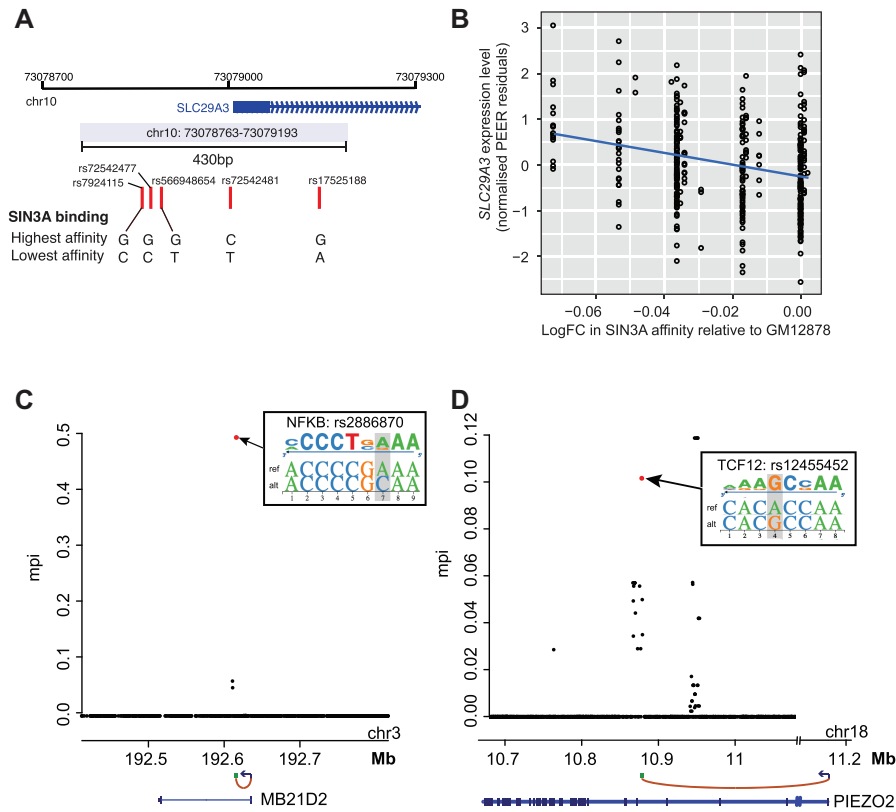 A
73078700
73079000
73079300
chr10
SLC29A3
chr10: 73078763-73079193
430bp
rs72542477
rs7924115
rs566948654
rs72542481
rs17525188
SIN3A binding
Highest affinity G G G C G
Lowest affinity C C T T A
B
SLC29A3 expression level
(normalised PEER residuals)
3
2
1
0
−1
−2
−0.06 −0.04 −0.02 0.00
LogFC in SIN3A affinity relative to GM12878
C
mpi
0.5
0.4
0.3
0.2
0.1
0.0
NFKB: rs2886870
CCCCTGAAA
ref ACCCCGAAA
alt ACCCCGCAA
1 2 3 4 5 6 7 8 9
chr3
192.5 192.6 192.7 Mb
MB21D2
D
mpi
0.12
0.10
0.08
0.06
0.04
0.02
0.00
TCF12: rs12455452
AAAGCCAA
ref CACACCAA
alt CACGCCAA
1 2 3 4 5 6 7 8
chr18
10.7 10.8 10.9 11 11.2 Mb
PIEZO2